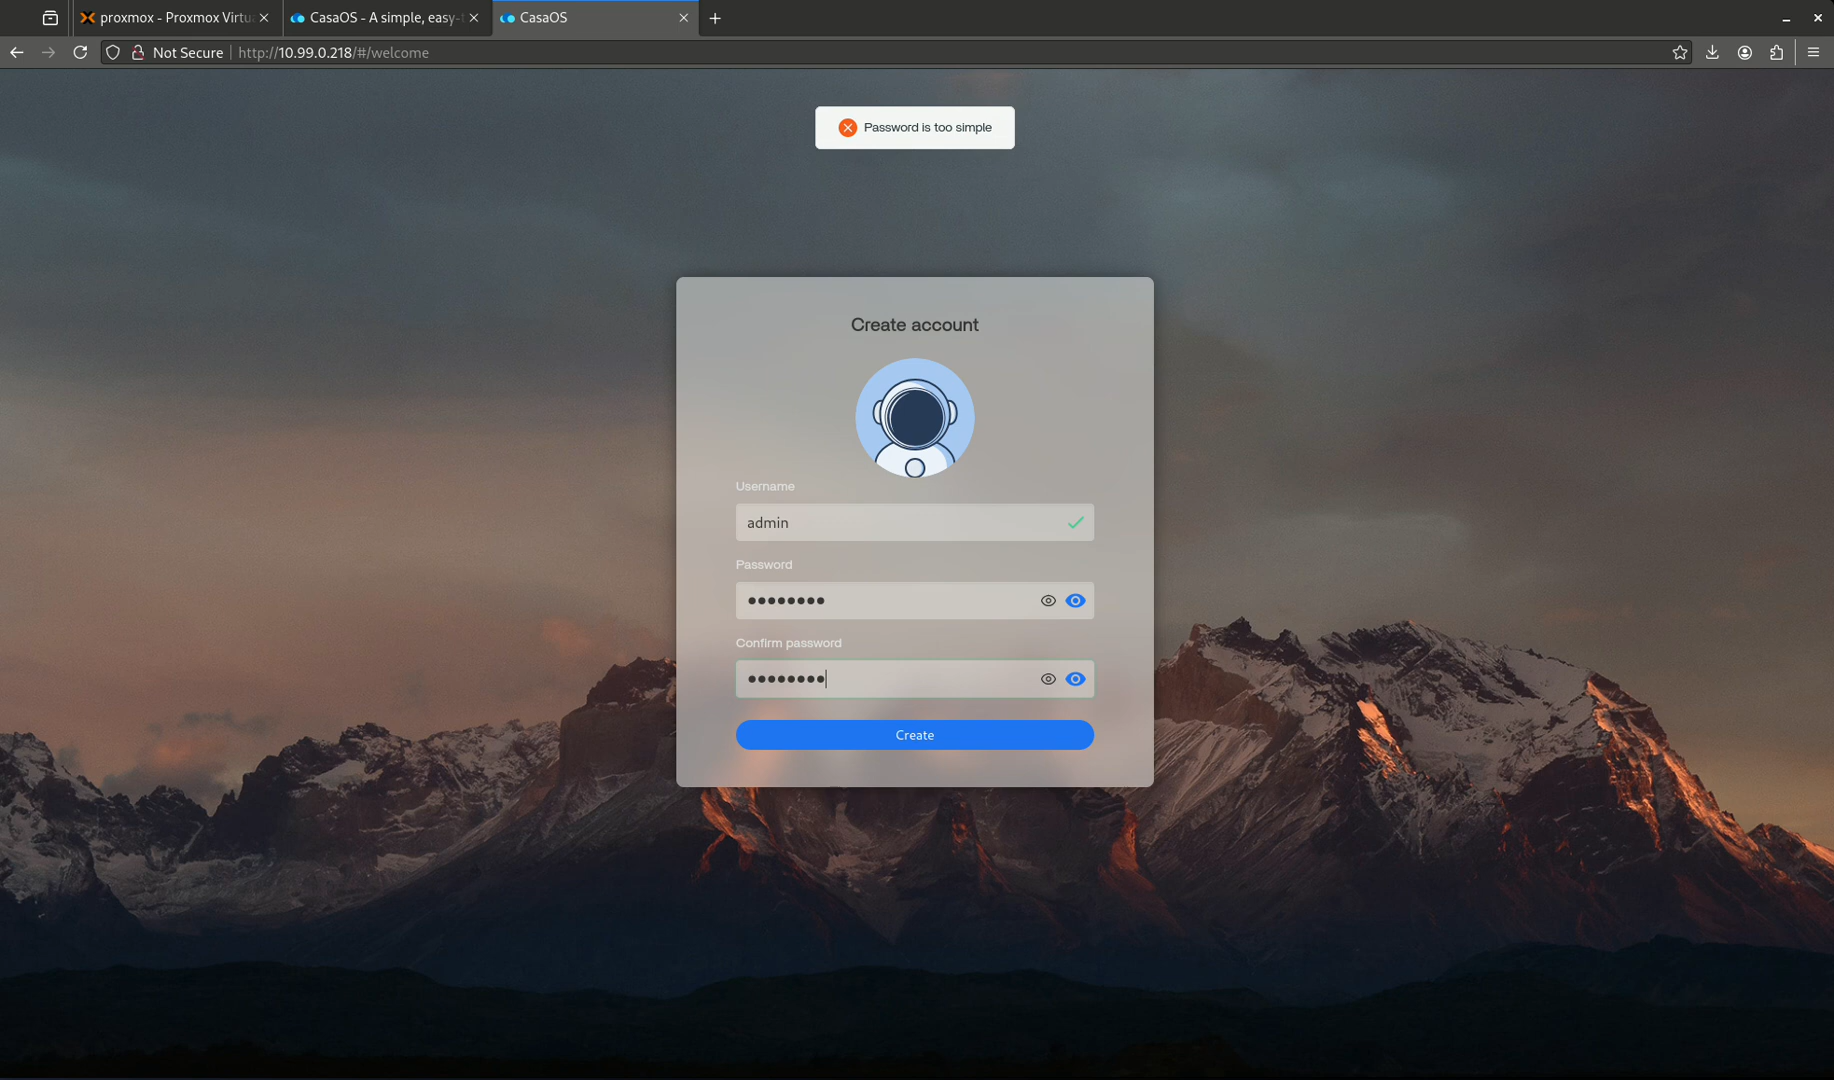 proxmox - Proxmox Virtu
CasaOS - A simple, easy-
CasaOS
Not Secure
http://10.99.0.218/#/welcome
Password is too simple
Create account
Username
admin
Password
Confirm password
Create